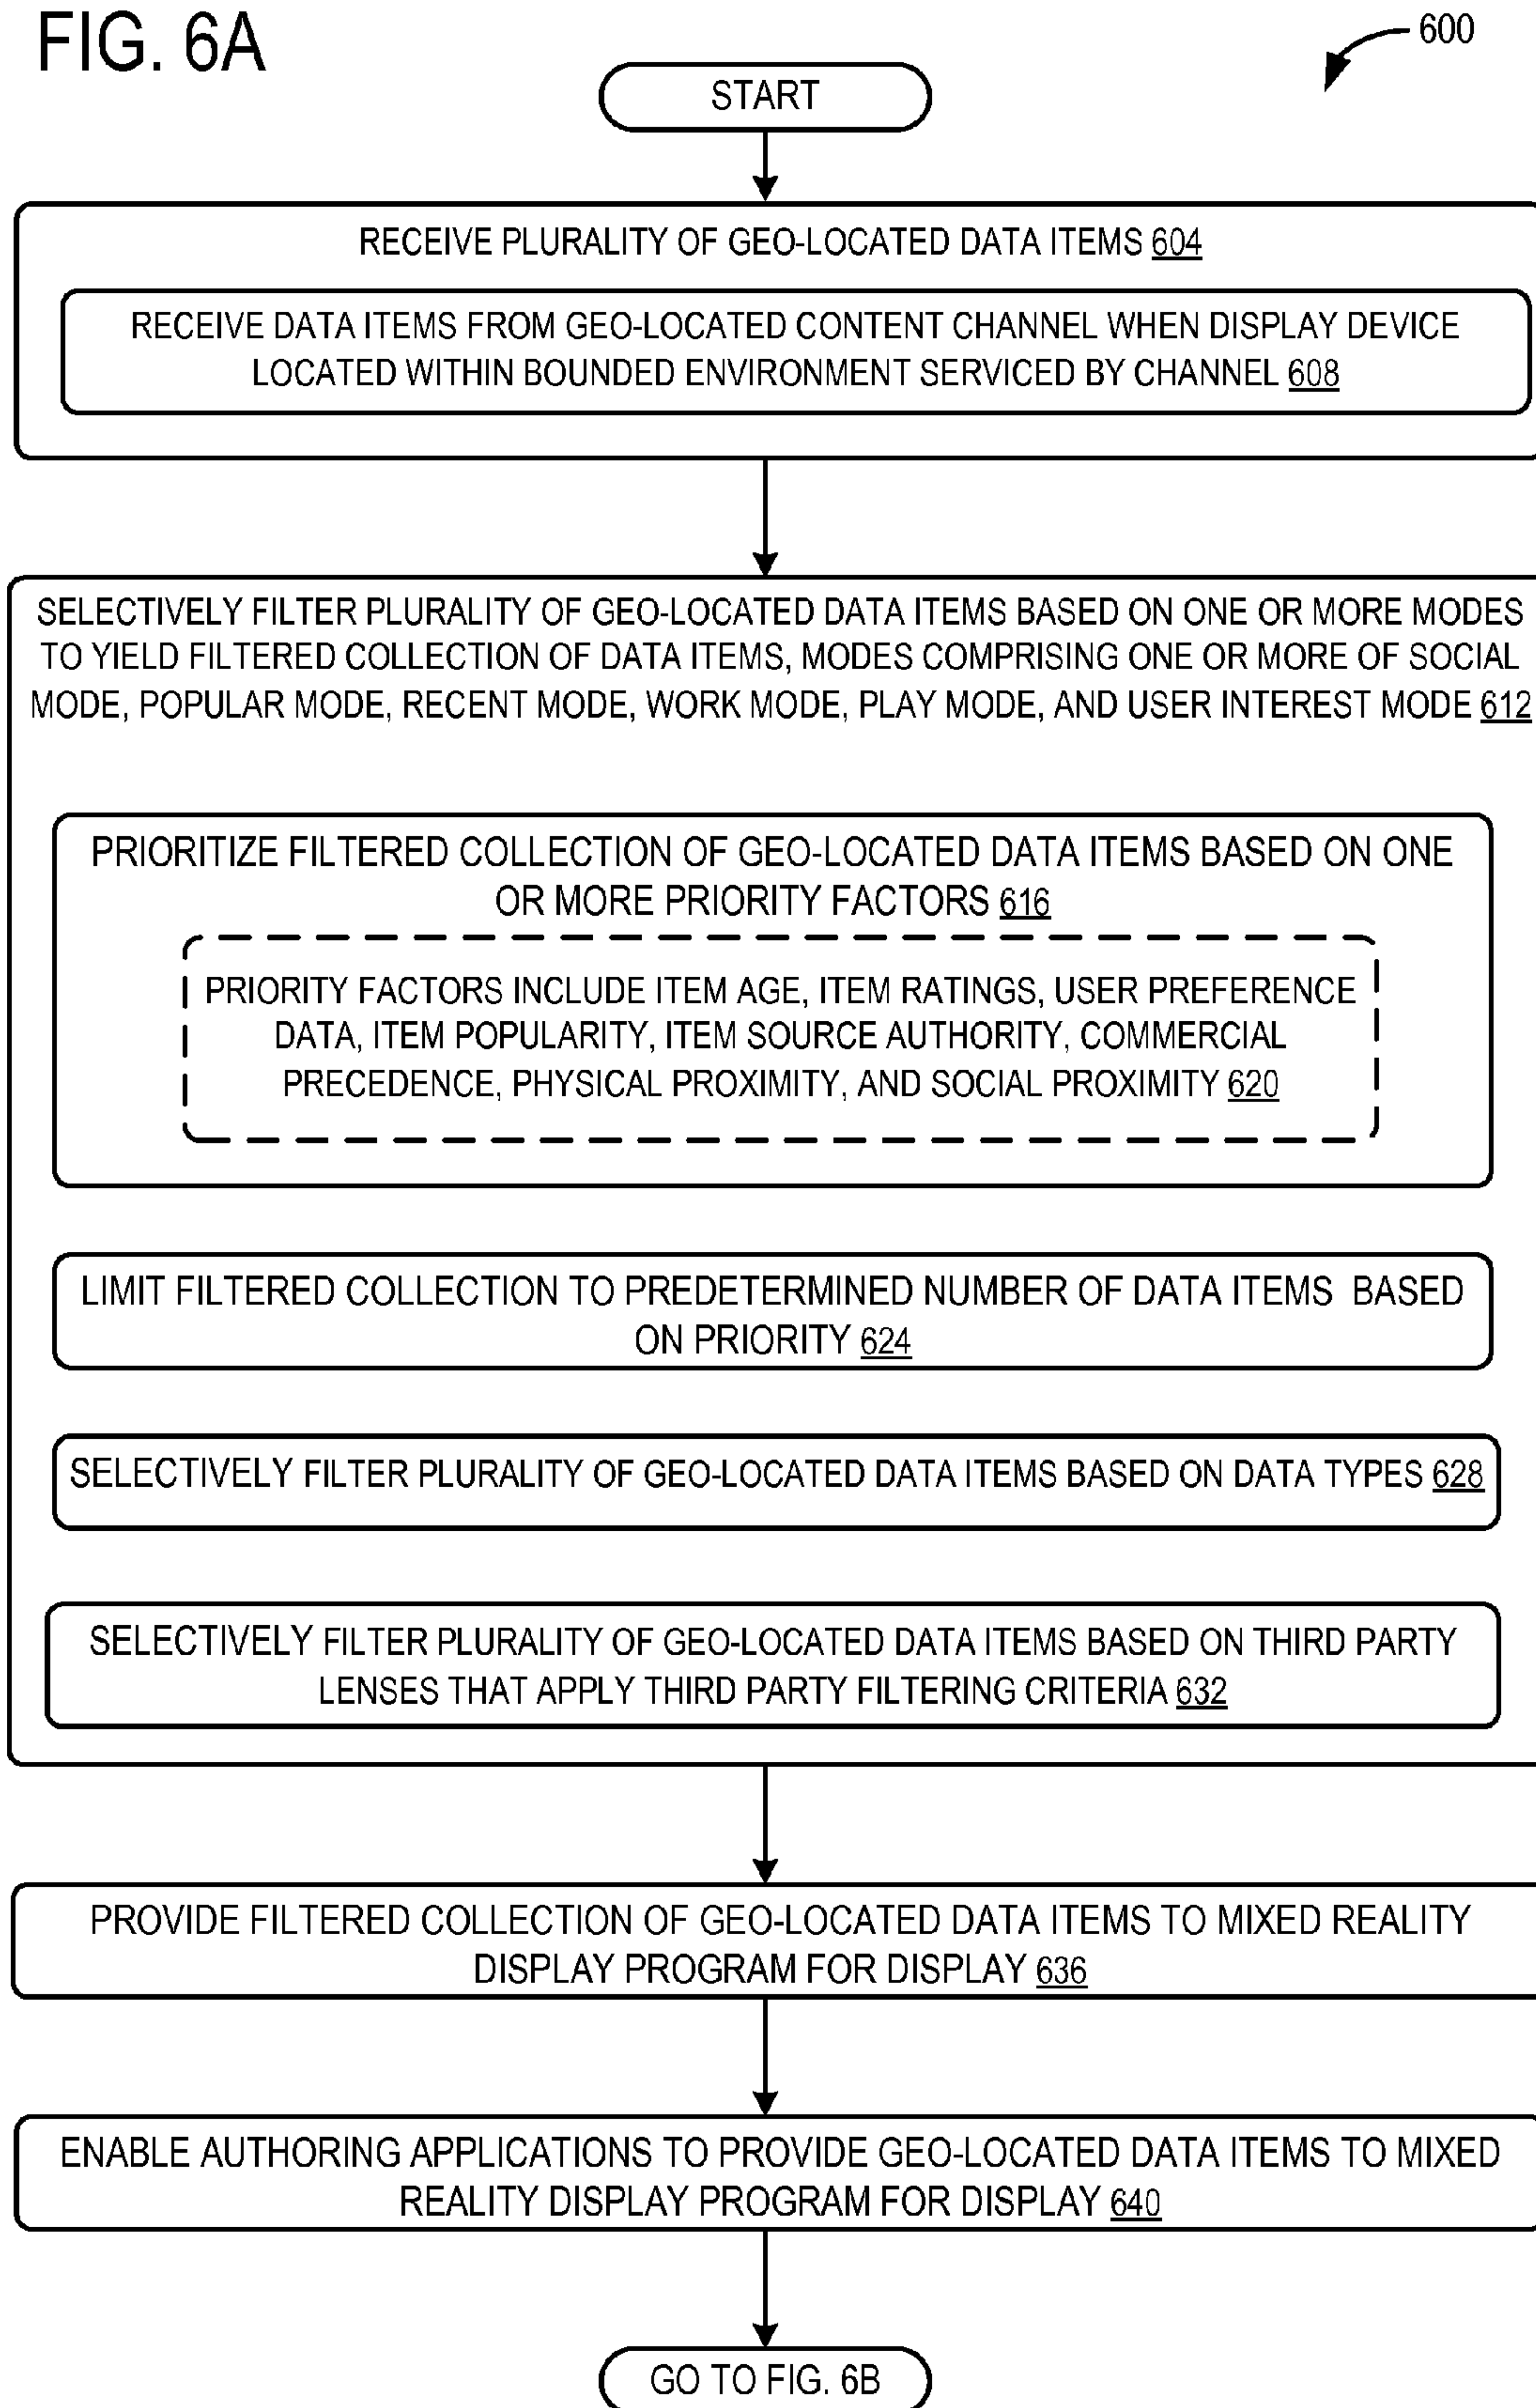 FIG. 6A
600
START
RECEIVE PLURALITY OF GEO-LOCATED DATA ITEMS 604
RECEIVE DATA ITEMS FROM GEO-LOCATED CONTENT CHANNEL WHEN DISPLAY DEVICE
LOCATED WITHIN BOUNDED ENVIRONMENT SERVICED BY CHANNEL 608
SELECTIVELY FILTER PLURALITY OF GEO-LOCATED DATA ITEMS BASED ON ONE OR MORE MODES
TO YIELD FILTERED COLLECTION OF DATA ITEMS, MODES COMPRISING ONE OR MORE OF SOCIAL
MODE, POPULAR MODE, RECENT MODE, WORK MODE, PLAY MODE, AND USER INTEREST MODE 612
PRIORITIZE FILTERED COLLECTION OF GEO-LOCATED DATA ITEMS BASED ON ONE
OR MORE PRIORITY FACTORS 616
PRIORITY FACTORS INCLUDE ITEM AGE, ITEM RATINGS, USER PREFERENCE
DATA, ITEM POPULARITY, ITEM SOURCE AUTHORITY, COMMERCIAL
PRECEDENCE, PHYSICAL PROXIMITY, AND SOCIAL PROXIMITY 620
LIMIT FILTERED COLLECTION TO PREDETERMINED NUMBER OF DATA ITEMS BASED
ON PRIORITY 624
SELECTIVELY FILTER PLURALITY OF GEO-LOCATED DATA ITEMS BASED ON DATA TYPES 628
SELECTIVELY FILTER PLURALITY OF GEO-LOCATED DATA ITEMS BASED ON THIRD PARTY
LENSES THAT APPLY THIRD PARTY FILTERING CRITERIA 632
PROVIDE FILTERED COLLECTION OF GEO-LOCATED DATA ITEMS TO MIXED REALITY
DISPLAY PROGRAM FOR DISPLAY 636
ENABLE AUTHORING APPLICATIONS TO PROVIDE GEO-LOCATED DATA ITEMS TO MIXED
REALITY DISPLAY PROGRAM FOR DISPLAY 640
GO TO FIG. 6B